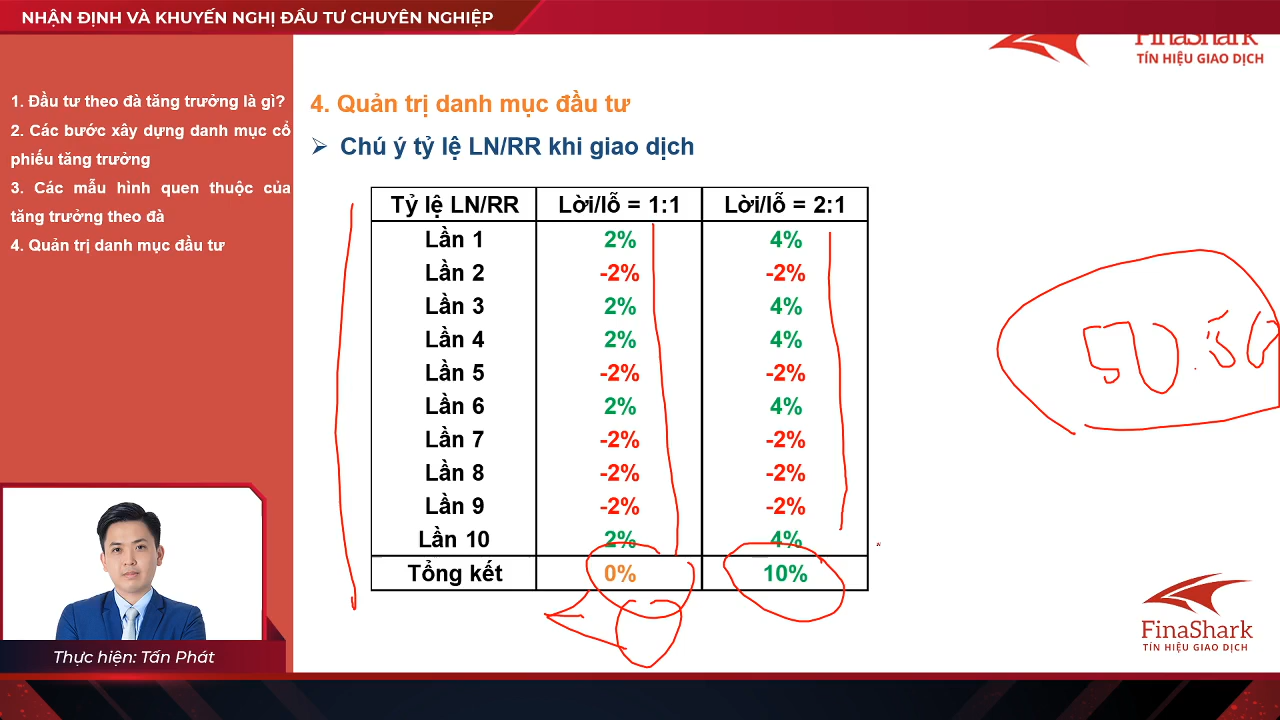 NHẬN ĐỊNH VÀ KHUYẾN NGHỊ ĐẦU TƯ CHUYÊN NGHIỆP
FinaShark
TÍN HIỆU GIAO DỊCH
1. Đầu tư theo đà tăng trưởng là gì?
2. Các bước xây dựng danh mục cổ
phiếu tăng trưởng
3. Các mẫu hình quen thuộc của
tăng trưởng theo đà
4. Quản trị danh mục đầu tư
4. Quản trị danh mục đầu tư
Chú ý tỷ lệ LN/RR khi giao dịch
Tỷ lệ LN/RR Lời/lỗ = 1:1 Lời/lỗ = 2:1
Lần 1 2% 4%
Lần 2 -2% -2%
Lần 3 2% 4%
Lần 4 2% 4%
Lần 5 -2% -2%
Lần 6 2% 4%
Lần 7 -2% -2%
Lần 8 -2% -2%
Lần 9 -2% -2%
Lần 10 2% 4%
Tổng kết 0% 10%
50.50
Thực hiện: Tấn Phát
FinaShark
TÍN HIỆU GIAO DỊCH